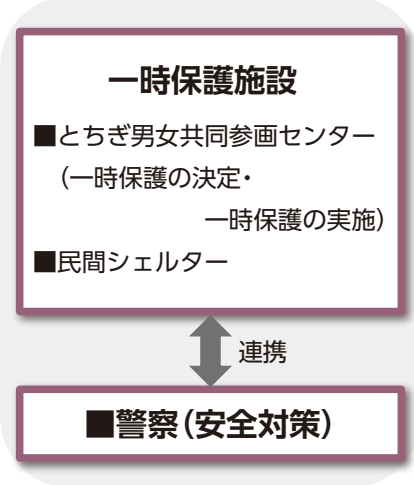 一時保護施設
■とちぎ男女共同参画センター
（一時保護の決定・
一時保護の実施）
■民間シェルター
連携
■警察（安全対策）